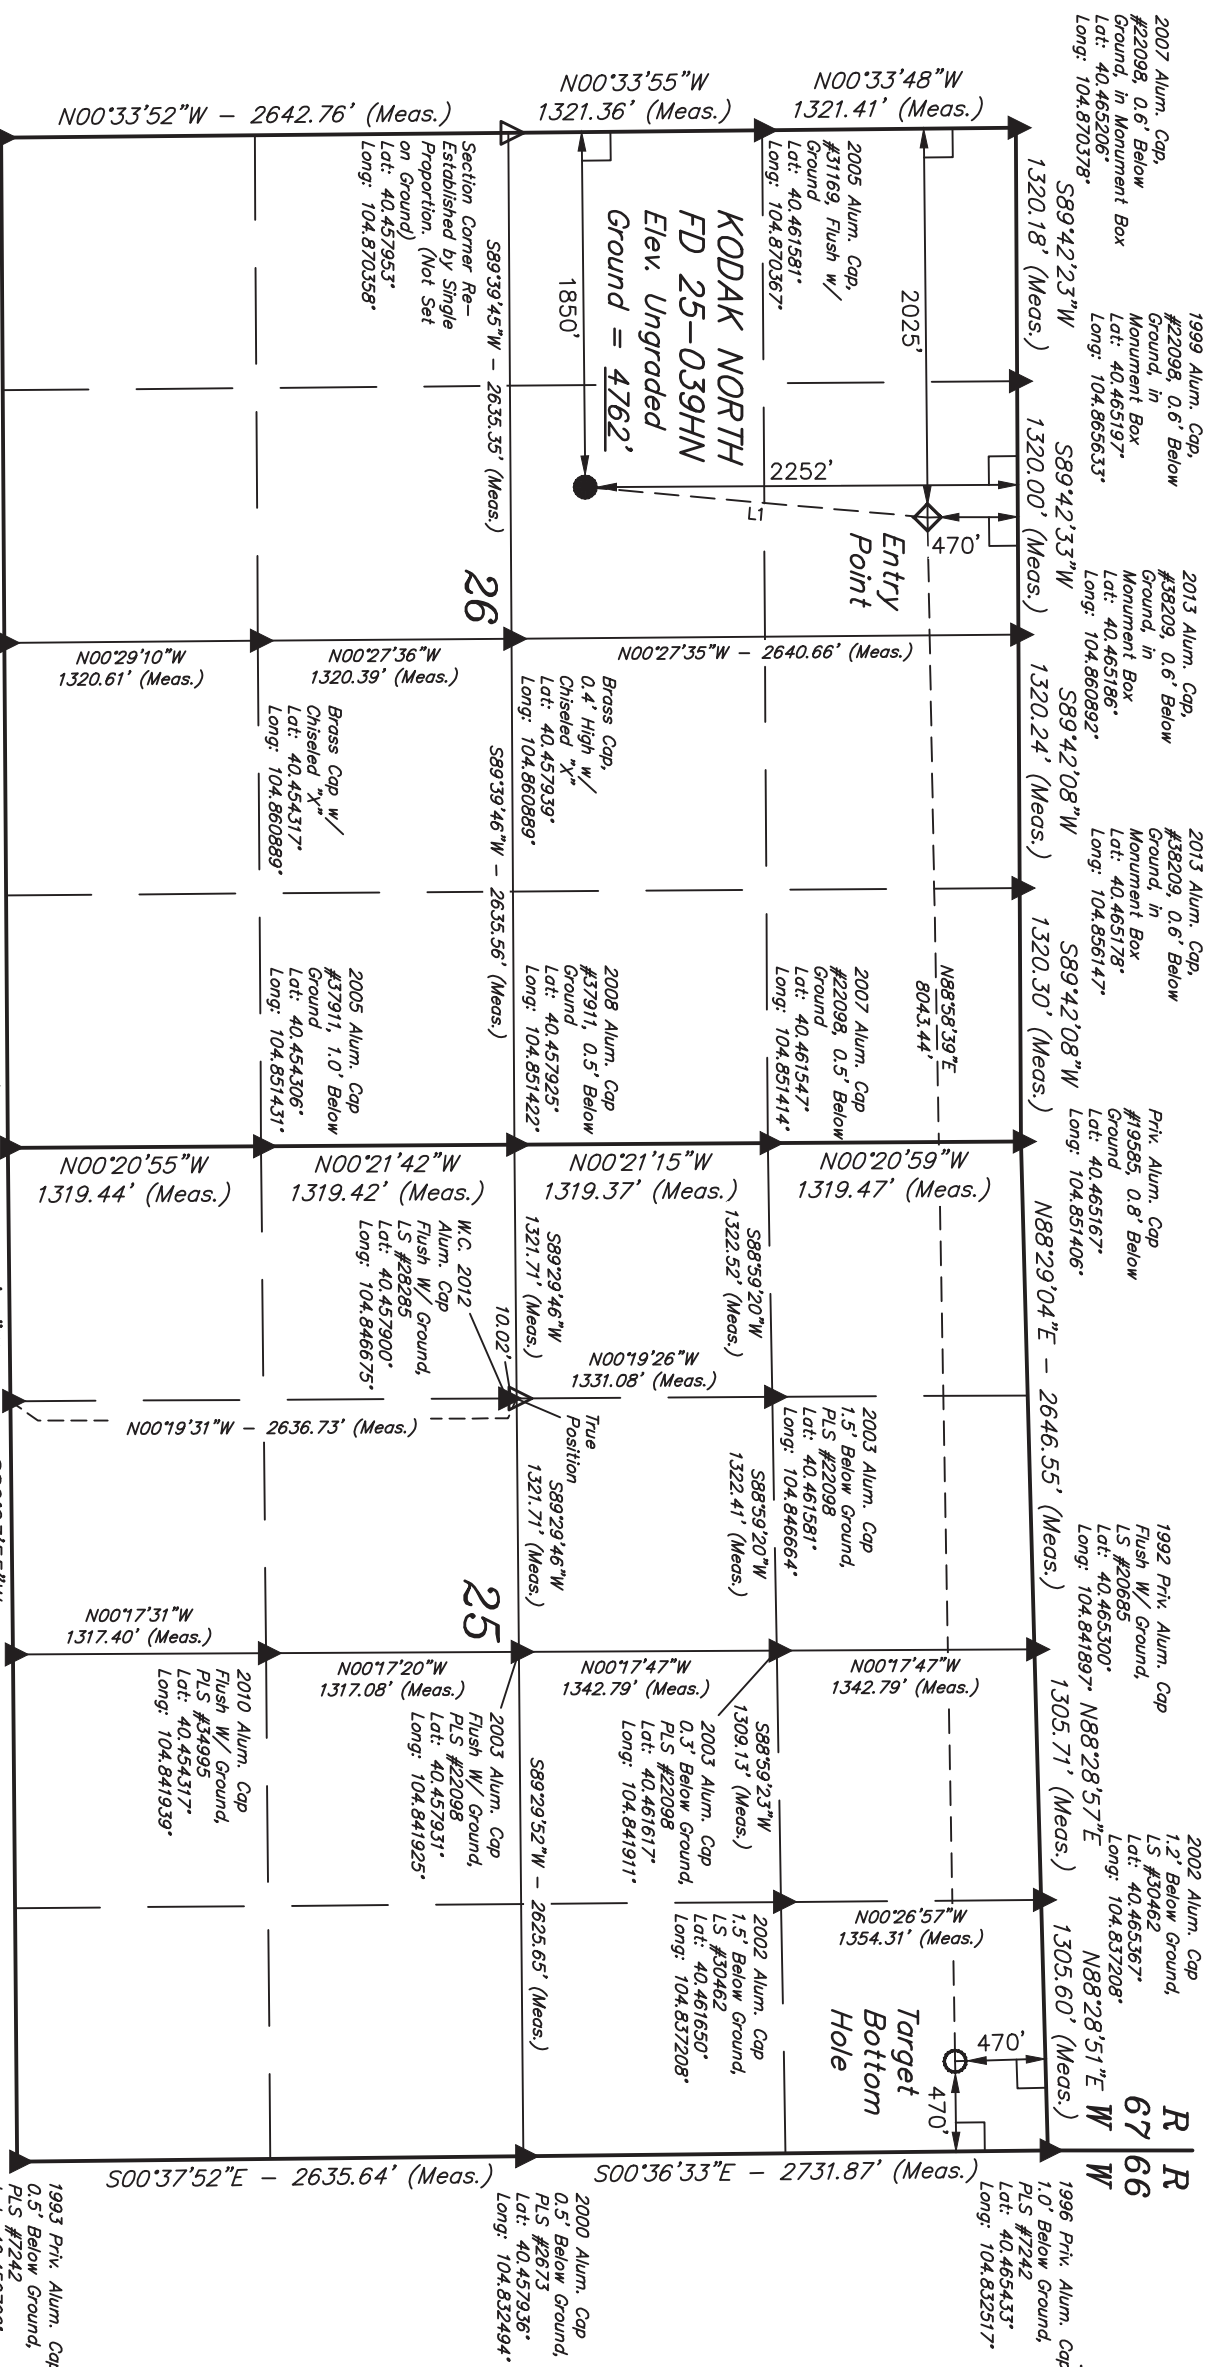 2007 Alum. Cap,
#22098, 0.6' Below
Ground, in Monument Box
Lat: 40.465206°
Long: 104.870378°
1999 Alum. Cap,
#22098, 0.6' Below
Ground, in
Monument Box
Lat: 40.465197°
Long: 104.865633°
2013 Alum. Cap,
#38209, 0.6' Below
Ground, in
Monument Box
Lat: 40.465186°
Long: 104.860892°
2013 Alum. Cap,
#38209, 0.6' Below
Ground, in
Monument Box
Lat: 40.465178°
Long: 104.856147°
Priv. Alum. Cap
#19585, 0.8' Below
Ground
Lat: 40.465167°
Long: 104.851406°
1992 Priv. Alum. Cap
Flush W/ Ground,
LS #20685
Lat: 40.465300°
Long: 104.841897°
2002 Alum. Cap
1.2' Below Ground,
LS #30462
Lat: 40.465367°
Long: 104.837208°
R R
67 66
W W
S89°42'23"W
1320.18' (Meas.)
S89°42'33"W
1320.00' (Meas.)
S89°42'08"W
1320.24' (Meas.)
S89°42'08"W
1320.30' (Meas.)
N88°29'04"E - 2646.55' (Meas.)
N88°28'57"E
1305.71' (Meas.)
N88°28'51"E
1305.60' (Meas.)
1996 Priv. Alum. Cap
1.0' Below Ground,
PLS #7242
Lat: 40.465433°
Long: 104.832517°
N00°33'48"W
1321.41' (Meas.)
2025'
470'
Entry
Point
N88°58'39"E
8043.44'
N00°20'59"W
1319.47' (Meas.)
N00°17'47"W
1342.79' (Meas.)
N00°26'57"W
1354.31' (Meas.)
470'
470'
Target
Bottom
Hole
2005 Alum. Cap,
#31169, Flush w/
Ground
Lat: 40.461581°
Long: 104.870367°
2252'
L1
2007 Alum. Cap
#22098, 0.5' Below
Ground
Lat: 40.461547°
Long: 104.851414°
2003 Alum. Cap
1.5' Below Ground,
PLS #22098
Lat: 40.461581°
Long: 104.846664°
S88°59'20"W
1322.52' (Meas.)
S88°59'20"W
1322.41' (Meas.)
S88°59'23"W
1309.13' (Meas.)
2003 Alum. Cap
0.3' Below Ground,
PLS #22098
Lat: 40.461617°
Long: 104.841911°
2002 Alum. Cap
1.5' Below Ground,
LS #30462
Lat: 40.461650°
Long: 104.837208°
N00°33'55"W
1321.36' (Meas.)
KODAK NORTH
FD 25-039HN
Elev. Ungraded
Ground = 4762'
1850'
N00°27'35"W - 2640.66' (Meas.)
Brass Cap,
0.4' High w/
Chiseled "X"
Lat: 40.457939°
Long: 104.860889°
2008 Alum. Cap
#37911, 0.5' Below
Ground
Lat: 40.457925°
Long: 104.851422°
N00°21'15"W
1319.37' (Meas.)
N00°19'26"W
1331.08' (Meas.)
N00°17'47"W
1342.79' (Meas.)
S00°36'33"E - 2731.87' (Meas.)
True
Position
S89°29'46"W
1321.71' (Meas.)
S89°29'46"W
1321.71' (Meas.)
S89°29'52"W - 2625.65' (Meas.)
2000 Alum. Cap
0.5' Below Ground,
PLS #2673
Lat: 40.457936°
Long: 104.832494°
S89°39'45"W - 2635.35' (Meas.)
26
S89°39'46"W - 2635.56' (Meas.)
10.02'
25
Section Corner Re-
Established by Single
Proportion. (Not Set
on Ground)
Lat: 40.457953°
Long: 104.870358°
N00°33'52"W - 2642.76' (Meas.)
N00°27'36"W
1320.39' (Meas.)
Brass Cap w/
Chiseled "X"
Lat: 40.454317°
Long: 104.860889°
2005 Alum. Cap
#37911, 1.0' Below
Ground
Lat: 40.454306°
Long: 104.851431°
N00°21'42"W
1319.42' (Meas.)
W.C. 2012
Alum. Cap
Flush W/ Ground,
LS #28285
Lat: 40.457900°
Long: 104.846675°
N00°17'20"W
1317.08' (Meas.)
2003 Alum. Cap
Flush W/ Ground,
PLS #22098
Lat: 40.457931°
Long: 104.841925°
N00°29'10"W
1320.61' (Meas.)
N00°20'55"W
1319.44' (Meas.)
N00°19'31"W - 2636.73' (Meas.)
N00°17'31"W
1317.40' (Meas.)
2010 Alum. Cap
Flush W/ Ground,
PLS #34995
Lat: 40.454317°
Long: 104.841939°
S00°37'52"E - 2635.64' (Meas.)
1993 Priv. Alum. Cap
0.5' Below Ground,
PLS #7242